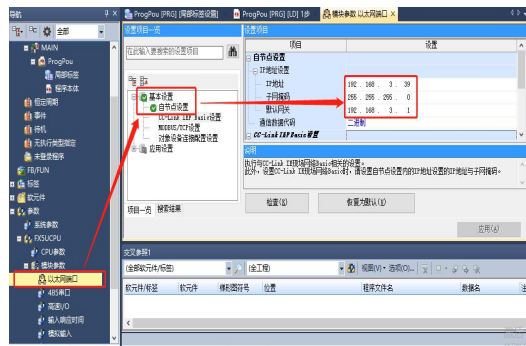 导航
全部
MAIN
ProgPou
局部标签
程序本体
恒定周期
事件
待机
无执行类型指定
未登录程序
FB/FUN
标签
软元件
参数
系统参数
FX5UCPU
CPU参数
模块参数
以太网端口
485串口
高速I/O
输入响应时间
模拟输入
ProgPou [PRG] [局部标签设置]
ProgPou [PRG] [LD] 1步
模块参数 以太网端口
设置项目一览
在此输入要搜索的设置项目
基本设置
自节点设置
CC-Link IEF Basic设置
MODBUS/TCP设置
对象设备连接配置设置
应用设置
项目一览
搜索结果
设置项目
项目
设置
自节点设置
IP地址设置
IP地址
192 . 168 . 3 . 39
子网掩码
255 . 255 . 255 . 0
默认网关
192 . 168 . 3 . 1
通信数据代码
二进制
CC-Link IEF Basic设置
说明
执行与CC-Link IE现场网络Basic相关的设置。
此外，设置CC-Link IE现场网络Basic时，请设置自节点设置内的IP地址设置的IP地址与子网掩码。
检查(K)
恢复为默认(U)
应用(A)
交叉参照1
(全部软元件/标签)
(全工程)
视图(V)
选项(O)...
软元件/标签
软元件
梯形图符号
位置
程序文件名
数据名